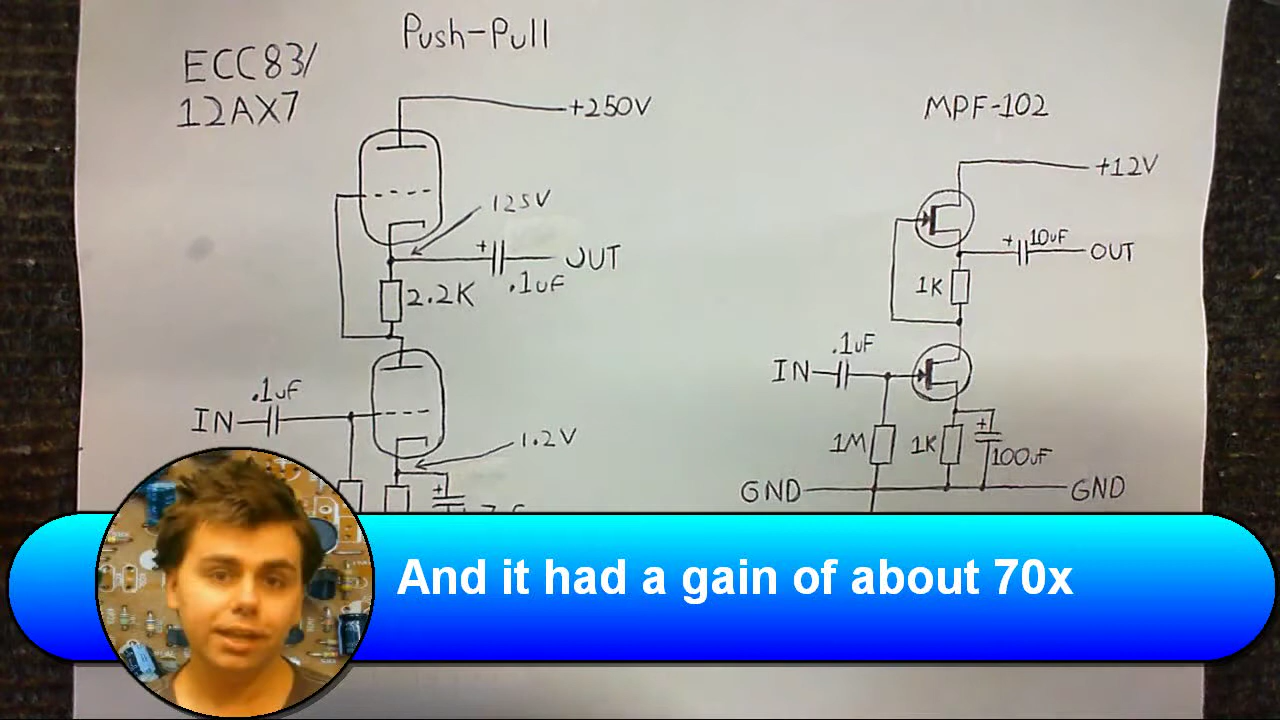 Push-Pull
ECC83/
12AX7
+250V
125V
+
OUT
.1uF
2.2K
.1uF
IN
1.2V
+
MPF-102
+12V
+ 10uF
OUT
1K
.1uF
IN
1M
1K
+
100uF
GND
GND
And it had a gain of about 70x